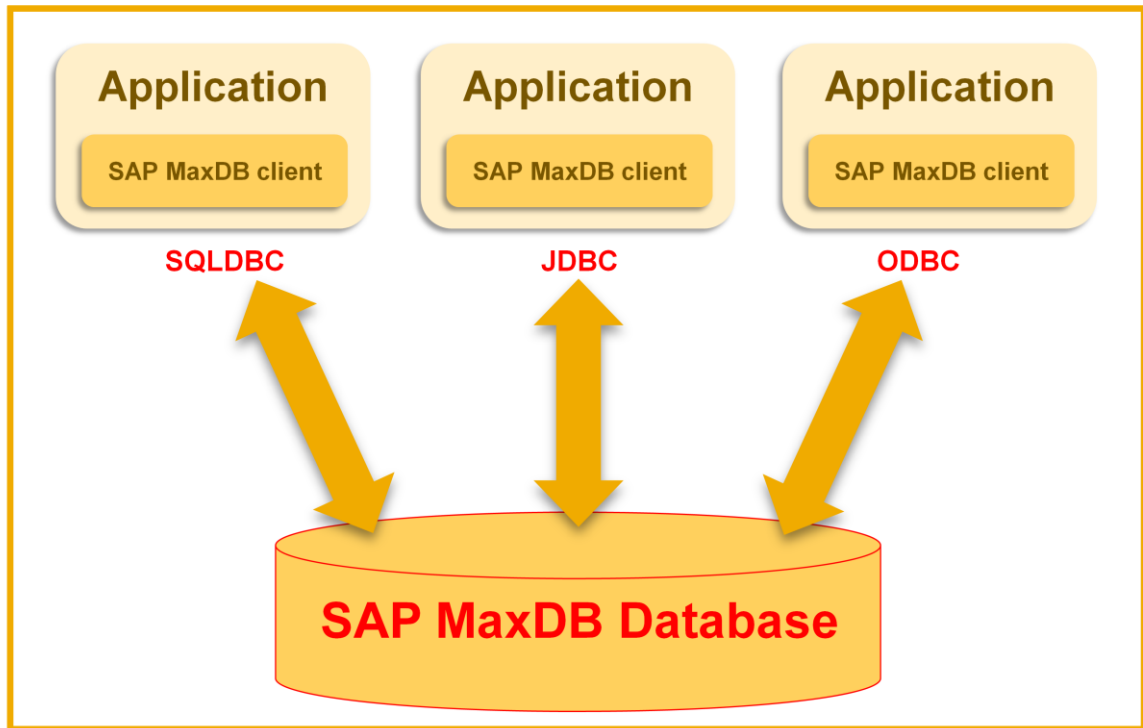 Application
SAP MaxDB client
SQLDBC
Application
SAP MaxDB client
JDBC
Application
SAP MaxDB client
ODBC
SAP MaxDB Database